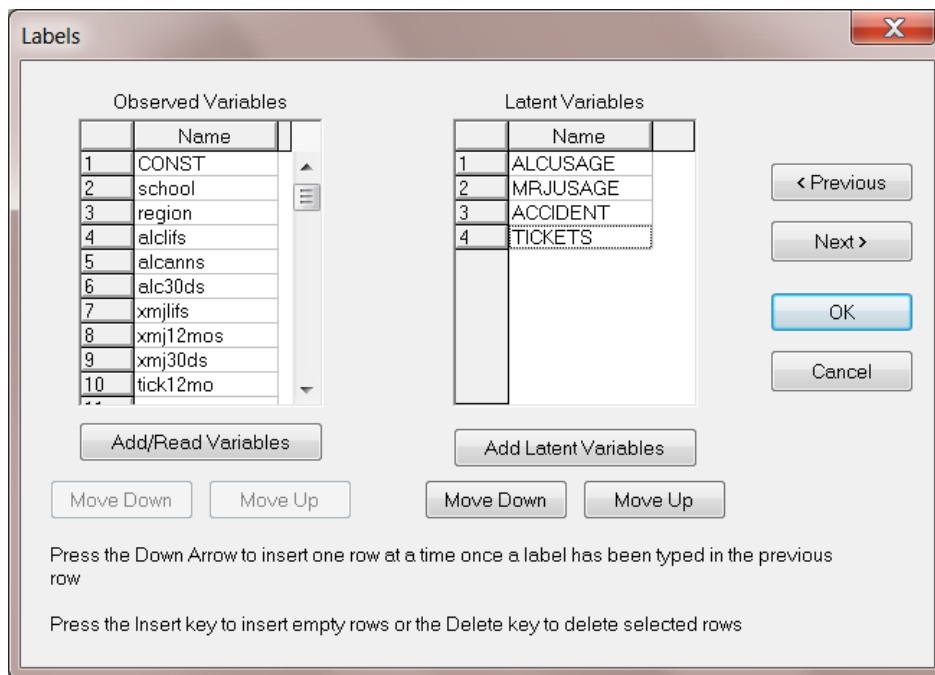 Labels
X
Observed Variables
Name
1 CONST
2 school
3 region
4 alclifs
5 alcanns
6 alc30ds
7 xmjlifs
8 xmj12mos
9 xmj30ds
10 tick12mo
Add/Read Variables
Move Down Move Up
Latent Variables
Name
1 ALCUSAGE
2 MRJUSAGE
3 ACCIDENT
4 TICKETS
Add Latent Variables
Move Down Move Up
< Previous
Next >
OK
Cancel
Press the Down Arrow to insert one row at a time once a label has been typed in the previous
row
Press the Insert key to insert empty rows or the Delete key to delete selected rows